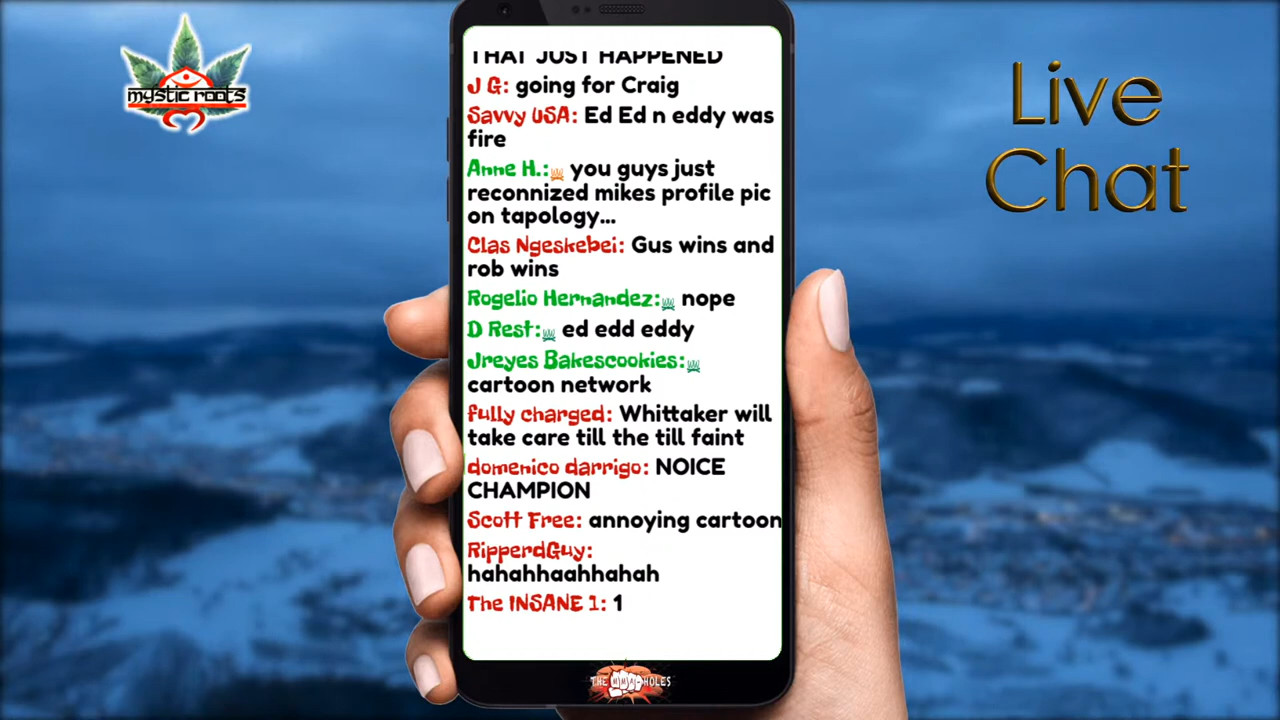 mystic roots
Live
Chat
THAT JUST HAPPENED
J G: going for Craig
Savvy USA: Ed Ed n eddy was
fire
Anne H.: you guys just
reconnized mikes profile pic
on tapology...
Clas Ngeskebei: Gus wins and
rob wins
Rogelio Hernandez: nope
D Rest: ed edd eddy
Jreyes Bakescookies:
cartoon network
fully charged: Whittaker will
take care till the till faint
domenico darrigo: NOICE
CHAMPION
Scott Free: annoying cartoon
RipperdGuy:
hahahhaahhahah
The INSANE 1: 1
THE MMA-HOLES